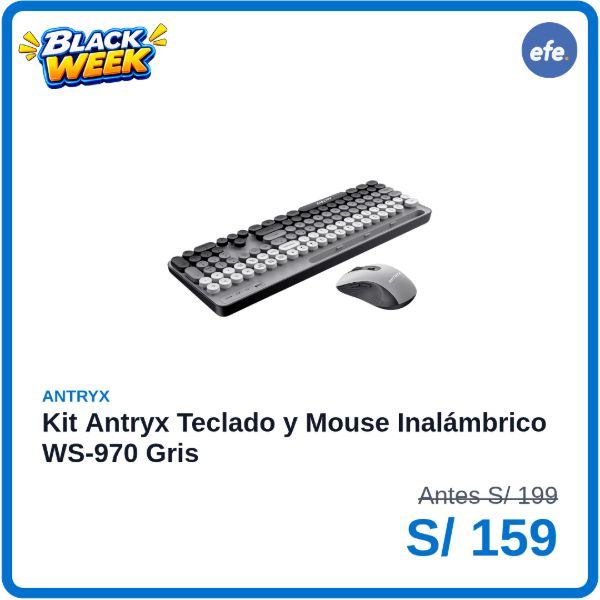 BLACK
WEEK
efe.
ANTRYX
Kit Antryx Teclado y Mouse Inalámbrico
WS-970 Gris
Antes S/ 199
S/ 159